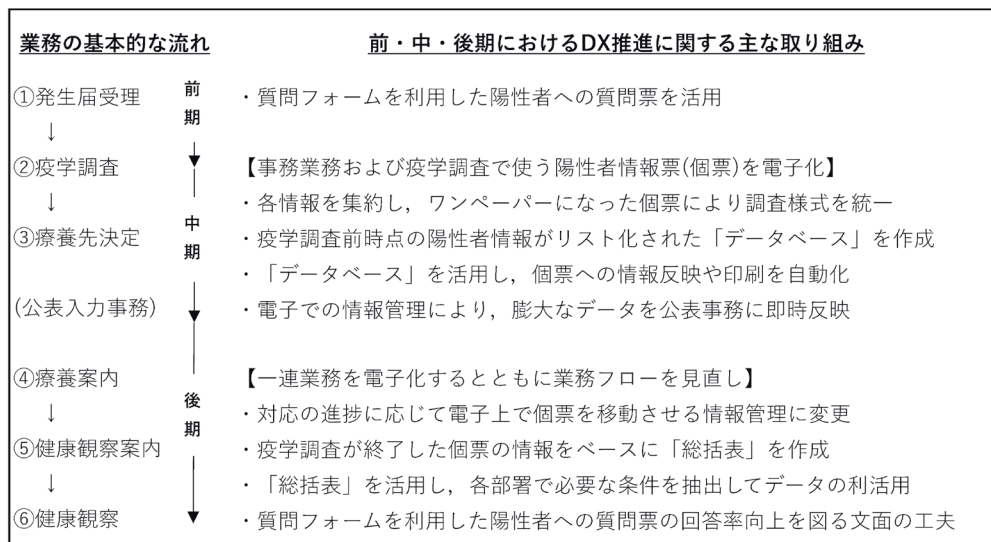 業務の基本的な流れ
前・中・後期におけるDX推進に関する主な取り組み
①発生届受理
前期
・質問フォームを利用した陽性者への質問票を活用
↓
②疫学調査
【事務業務および疫学調査で使う陽性者情報票(個票)を電子化】
↓
・各情報を集約し，ワンペーパーになった個票により調査様式を統一
中期
③療養先決定
・疫学調査前時点の陽性者情報がリスト化された「データベース」を作成
・「データベース」を活用し，個票への情報反映や印刷を自動化
(公表入力事務)
・電子での情報管理により，膨大なデータを公表事務に即時反映
④療養案内
【一連業務を電子化するとともに業務フローを見直し】
後期
↓
・対応の進捗に応じて電子上で個票を移動させる情報管理に変更
⑤健康観察案内
・疫学調査が終了した個票の情報をベースに「総括表」を作成
↓
・「総括表」を活用し，各部署で必要な条件を抽出してデータの利活用
⑥健康観察
・質問フォームを利用した陽性者への質問票の回答率向上を図る文面の工夫